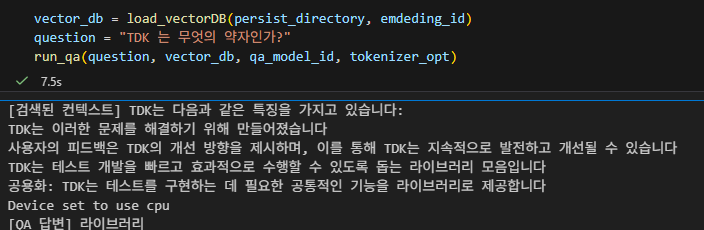 vector_db = load_vectorDB(persist_directory, emdeding_id)
question = "TDK 는 무엇의 약자인가?"
run_qa(question, vector_db, qa_model_id, tokenizer_opt)
7.5s
[검색된 컨텍스트] TDK는 다음과 같은 특징을 가지고 있습니다:
TDK는 이러한 문제를 해결하기 위해 만들어졌습니다
사용자의 피드백은 TDK의 개선 방향을 제시하며, 이를 통해 TDK는 지속적으로 발전하고 개선될 수 있습니다
TDK는 테스트 개발을 빠르고 효과적으로 수행할 수 있도록 돕는 라이브러리 모음입니다
공용화: TDK는 테스트를 구현하는 데 필요한 공통적인 기능을 라이브러리로 제공합니다
Device set to use cpu
[QA 답변] 라이브러리